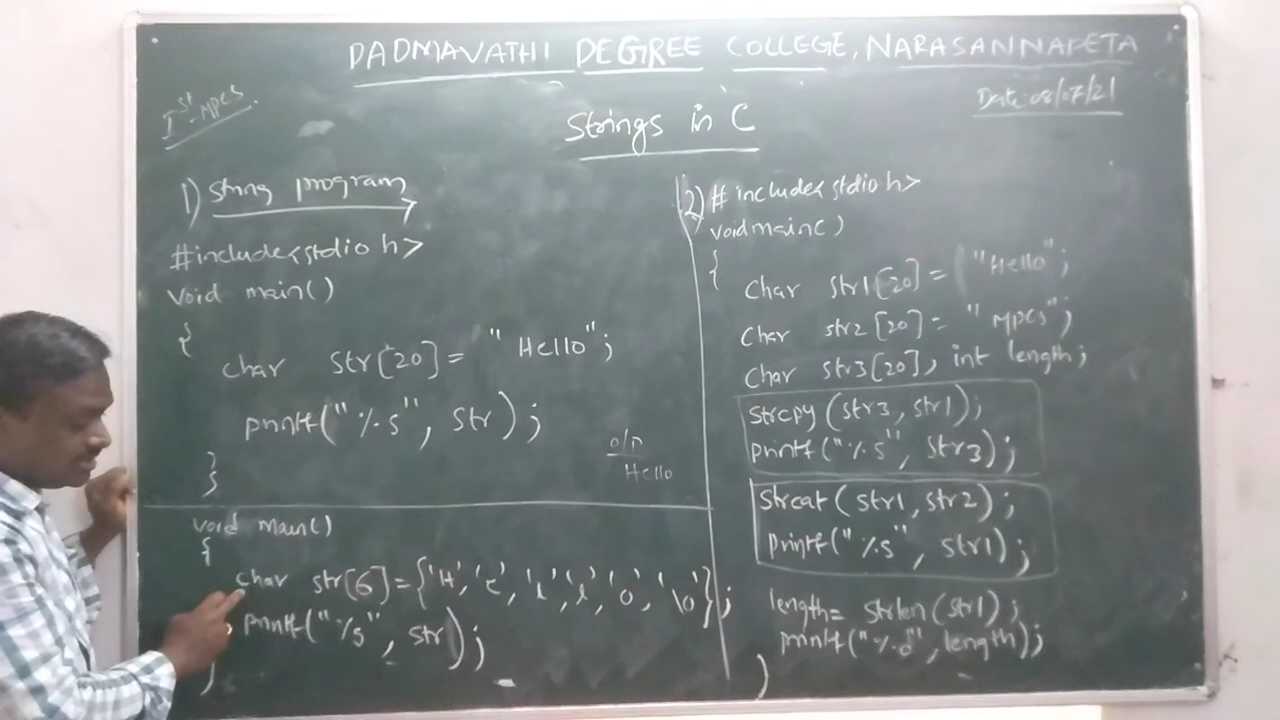 PADMAVATHI DEGREE COLLEGE, NARASANNAPETA
Ist MPCS.
Date: 08/07/21
Strings in C
1) String program
#include<stdio h>
void main()
{
char str[20] = "Hello";
printf("%s", str);
}
o/p
Hello
void main()
{
char str[6] = {'H', 'e', 'l', 'l', 'o', '\o'};
printf("%s", str);
}
2) #include<stdio h>
void main()
{
char str1[20] = "Hello";
char str2[20] = "MPCS";
char str3[20], int length;
strcpy(str3, str1);
printf("%s", str3);
strcat(str1, str2);
printf("%s", str1);
length= strlen(str1);
printf("%d", length);
}